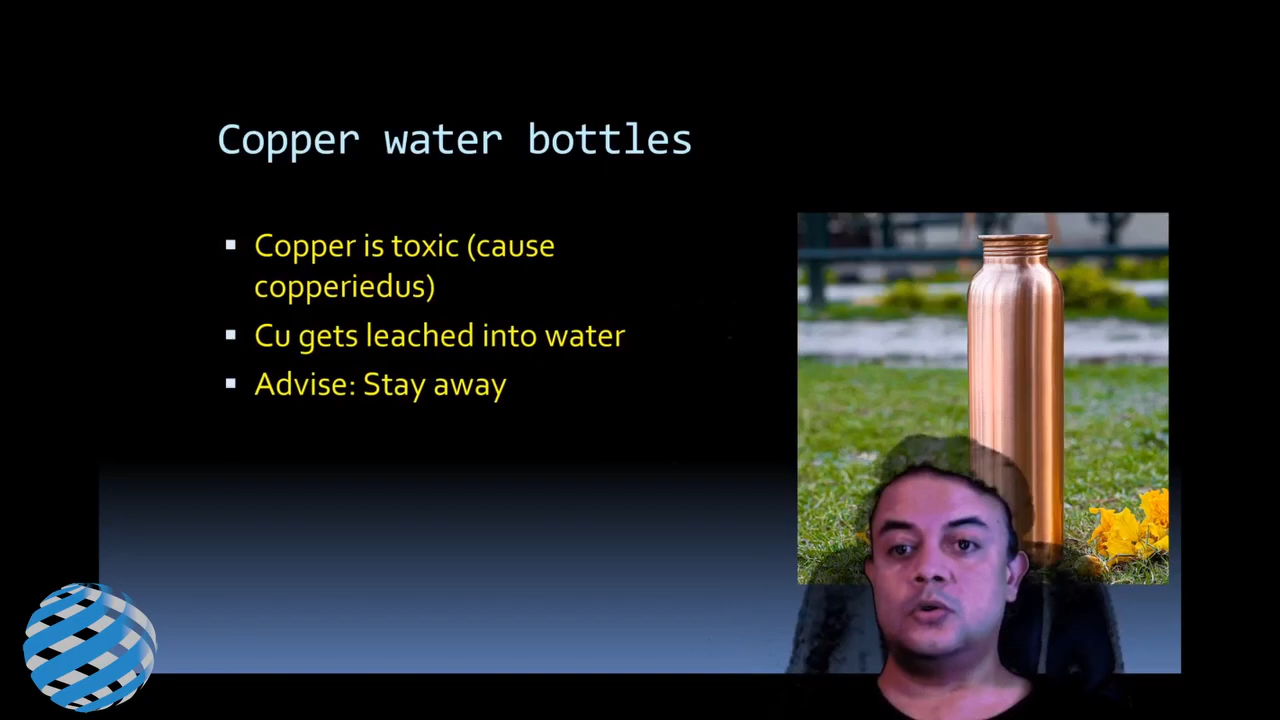 Copper water bottles
Copper is toxic (cause
copperiedus)
Cu gets leached into water
Advise: Stay away